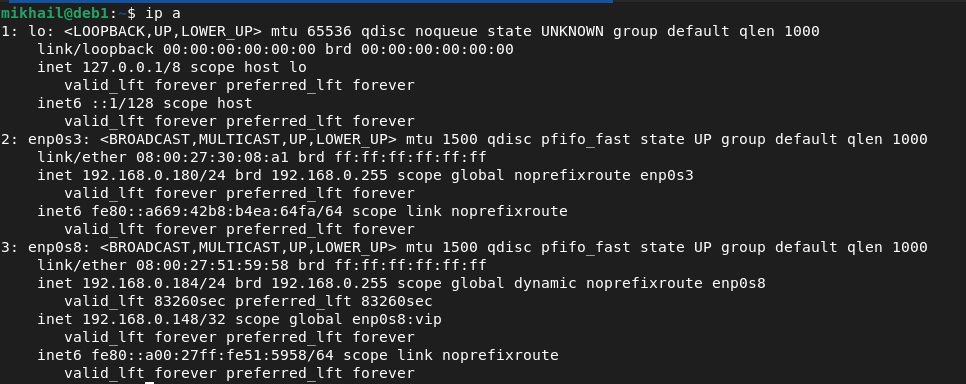 mikhail@deb1:~$ ip a
1: lo: <LOOPBACK,UP,LOWER_UP> mtu 65536 qdisc noqueue state UNKNOWN group default qlen 1000
    link/loopback 00:00:00:00:00:00 brd 00:00:00:00:00:00
    inet 127.0.0.1/8 scope host lo
       valid_lft forever preferred_lft forever
    inet6 ::1/128 scope host
       valid_lft forever preferred_lft forever
2: enp0s3: <BROADCAST,MULTICAST,UP,LOWER_UP> mtu 1500 qdisc pfifo_fast state UP group default qlen 1000
    link/ether 08:00:27:30:08:a1 brd ff:ff:ff:ff:ff:ff
    inet 192.168.0.180/24 brd 192.168.0.255 scope global noprefixroute enp0s3
       valid_lft forever preferred_lft forever
    inet6 fe80::a669:42b8:b4ea:64fa/64 scope link noprefixroute
       valid_lft forever preferred_lft forever
3: enp0s8: <BROADCAST,MULTICAST,UP,LOWER_UP> mtu 1500 qdisc pfifo_fast state UP group default qlen 1000
    link/ether 08:00:27:51:59:58 brd ff:ff:ff:ff:ff:ff
    inet 192.168.0.184/24 brd 192.168.0.255 scope global dynamic noprefixroute enp0s8
       valid_lft 83260sec preferred_lft 83260sec
    inet 192.168.0.148/32 scope global enp0s8:vip
       valid_lft forever preferred_lft forever
    inet6 fe80::a00:27ff:fe51:5958/64 scope link noprefixroute
       valid_lft forever preferred_lft forever